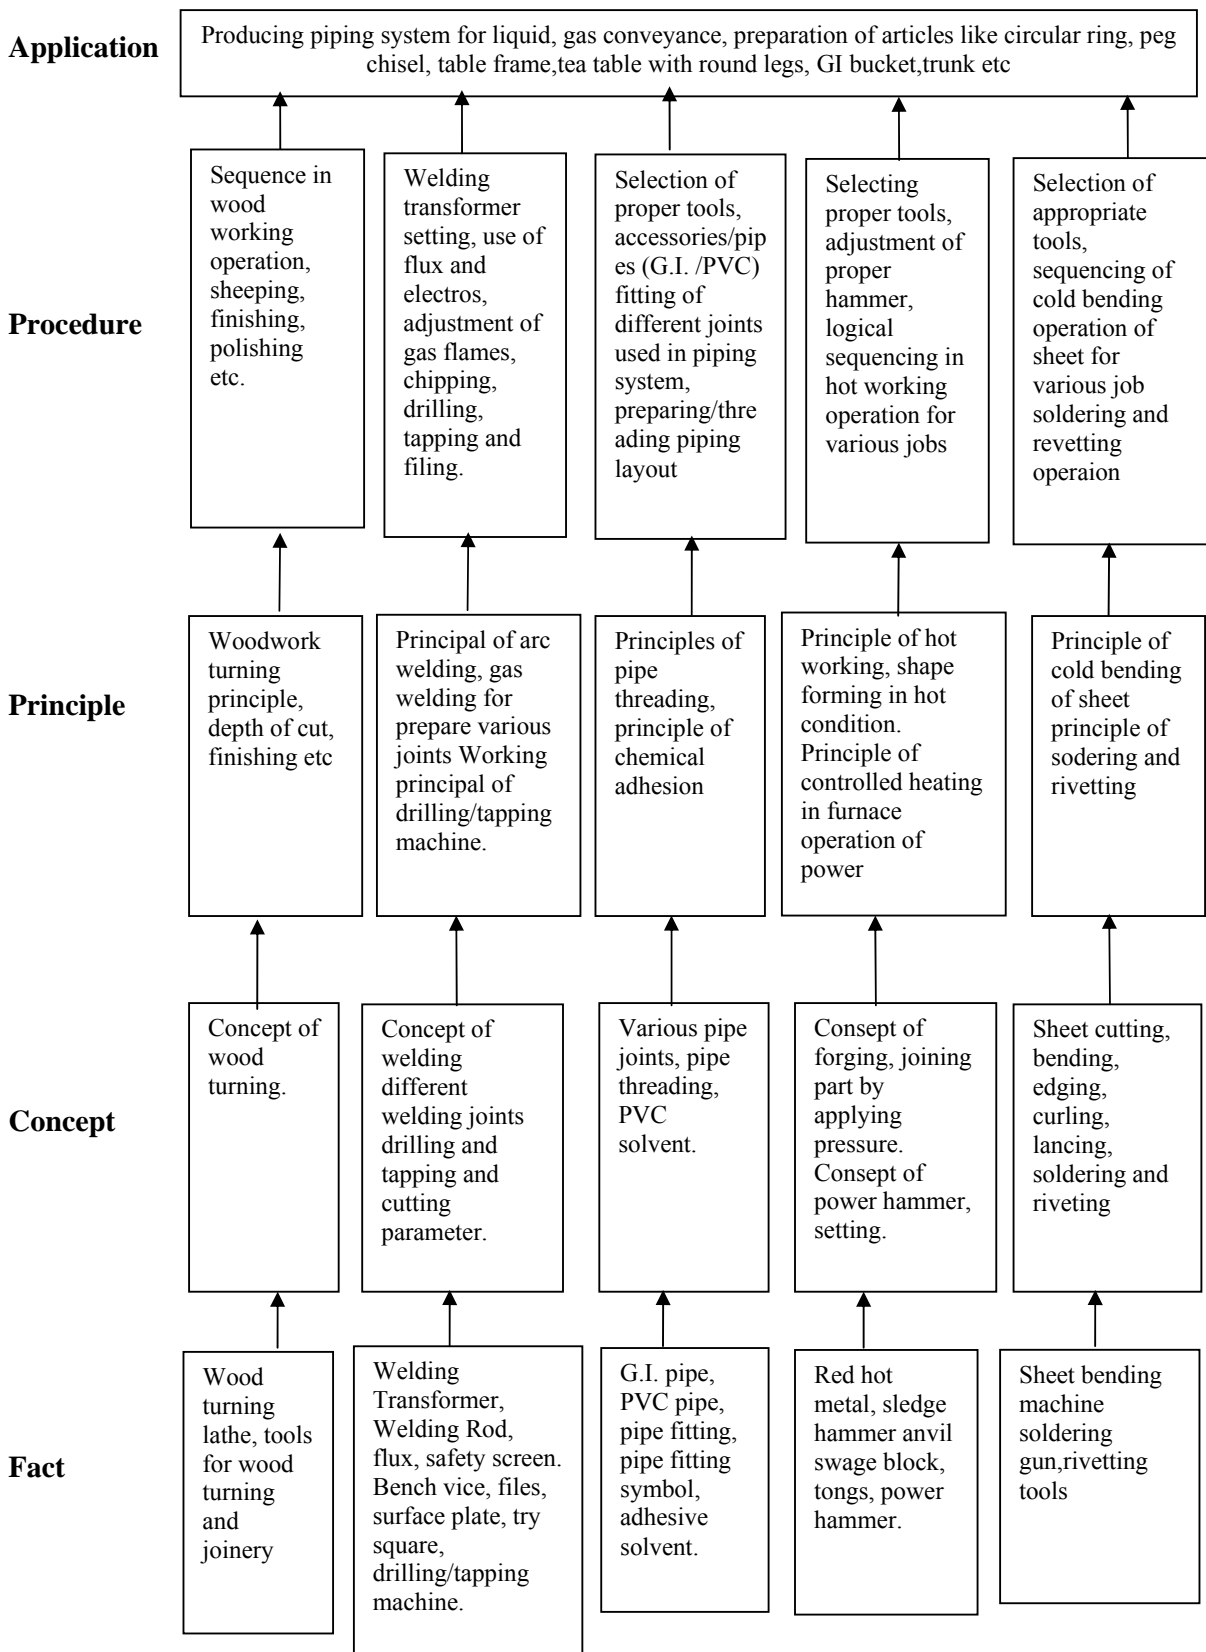 Application
Producing piping system for liquid, gas conveyance, preparation of articles like circular ring, peg
chisel, table frame,tea table with round legs, GI bucket,trunk etc
Procedure
Sequence in
wood
working
operation,
sheeping,
finishing,
polishing
etc.
Welding
transformer
setting, use of
flux and
electros,
adjustment of
gas flames,
chipping,
drilling,
tapping and
filing.
Selection of
proper tools,
accessories/pip
es (G.I. /PVC)
fitting of
different joints
used in piping
system,
preparing/thre
ading piping
layout
Selecting
proper tools,
adjustment of
proper
hammer,
logical
sequencing in
hot working
operation for
various jobs
Selection of
appropriate
tools,
sequencing of
cold bending
operation of
sheet for
various job
soldering and
revetting
operaion
Principle
Woodwork
turning
principle,
depth of cut,
finishing etc
Principal of arc
welding, gas
welding for
prepare various
joints Working
principal of
drilling/tapping
machine.
Principles of
pipe
threading,
principle of
chemical
adhesion
Principle of hot
working, shape
forming in hot
condition.
Principle of
controlled heating
in furnace
operation of
power
Principle of
cold bending
of sheet
principle of
sodering and
rivetting
Concept
Concept of
wood
turning.
Concept of
welding
different
welding joints
drilling and
tapping and
cutting
parameter.
Various pipe
joints, pipe
threading,
PVC
solvent.
Consept of
forging, joining
part by
applying
pressure.
Consept of
power hammer,
setting.
Sheet cutting,
bending,
edging,
curling,
lancing,
soldering and
riveting
Fact
Wood
turning
lathe, tools
for wood
turning
and
joinery
Welding
Transformer,
Welding Rod,
flux, safety screen.
Bench vice, files,
surface plate, try
square,
drilling/tapping
machine.
G.I. pipe,
PVC pipe,
pipe fitting,
pipe fitting
symbol,
adhesive
solvent.
Red hot
metal, sledge
hammer anvil
swage block,
tongs, power
hammer.
Sheet bending
machine
soldering
gun,rivetting
tools